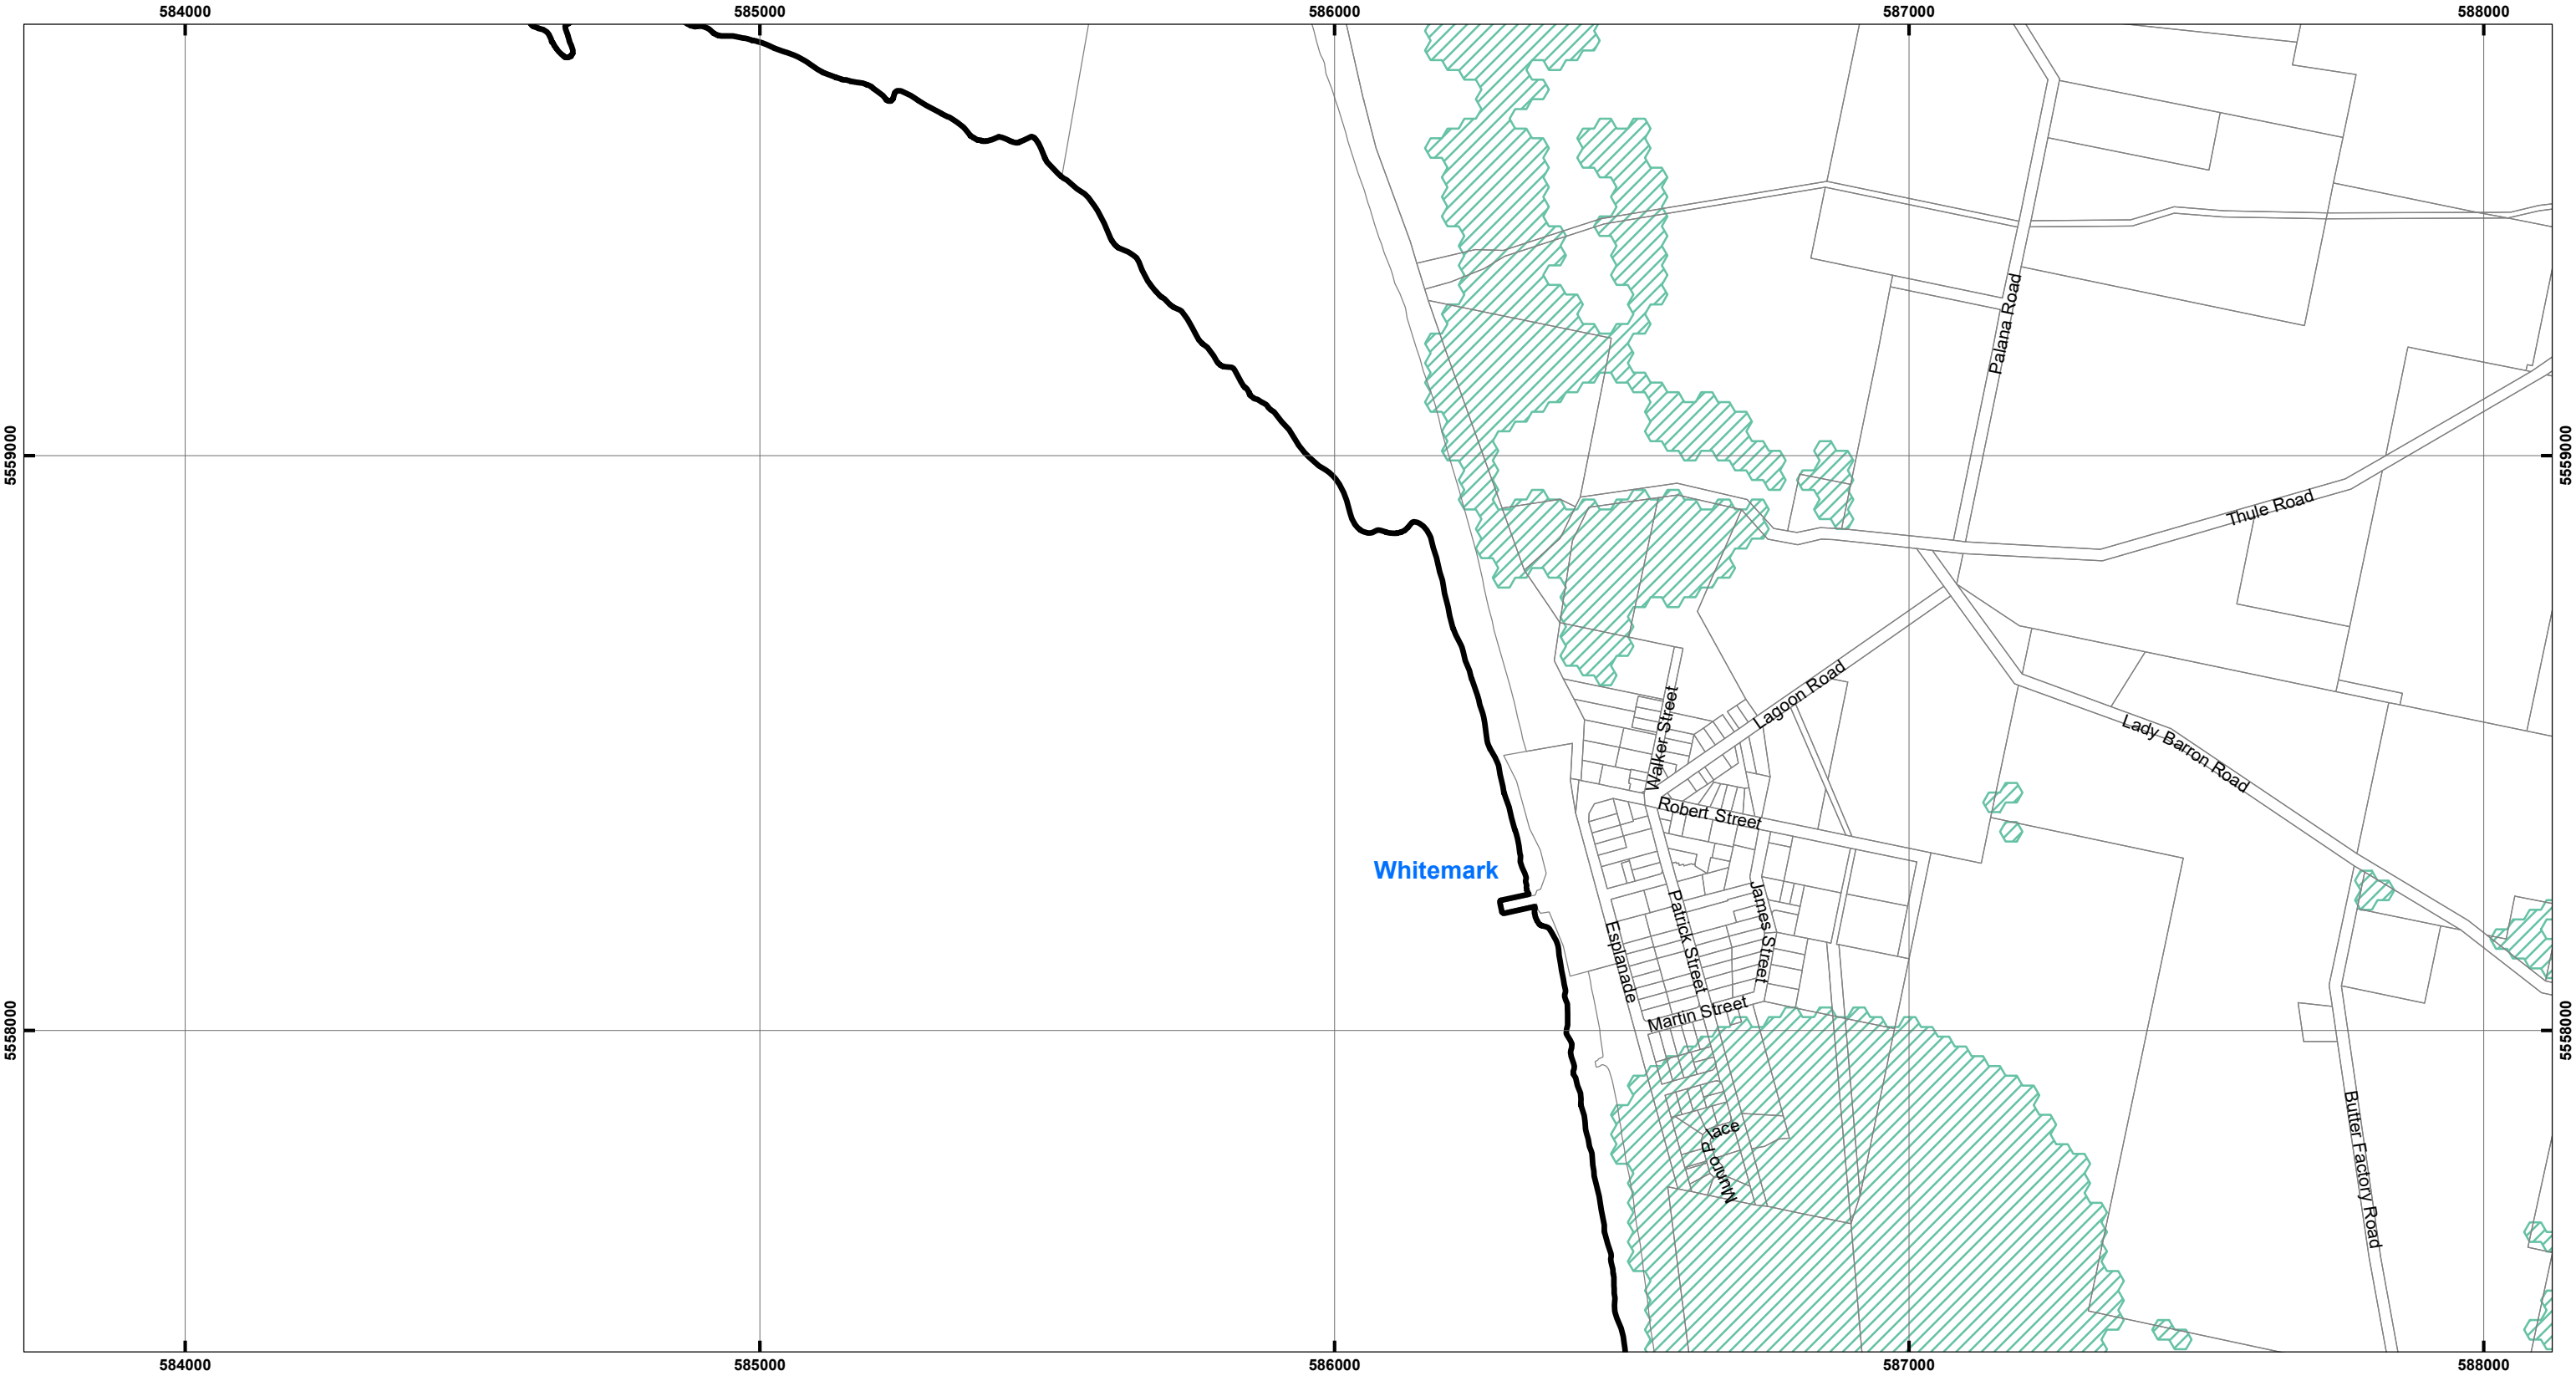 584000
585000
586000
587000
588000
5559000
5559000
Palana Road
Thule Road
Lagoon Road
Walker Street
Lady Barron Road
Robert Street
Whitemark
Patrick Street
James Street
Esplanade
Martin Street
5558000
5558000
Munro Place
Butter Factory Road
584000
585000
586000
587000
588000